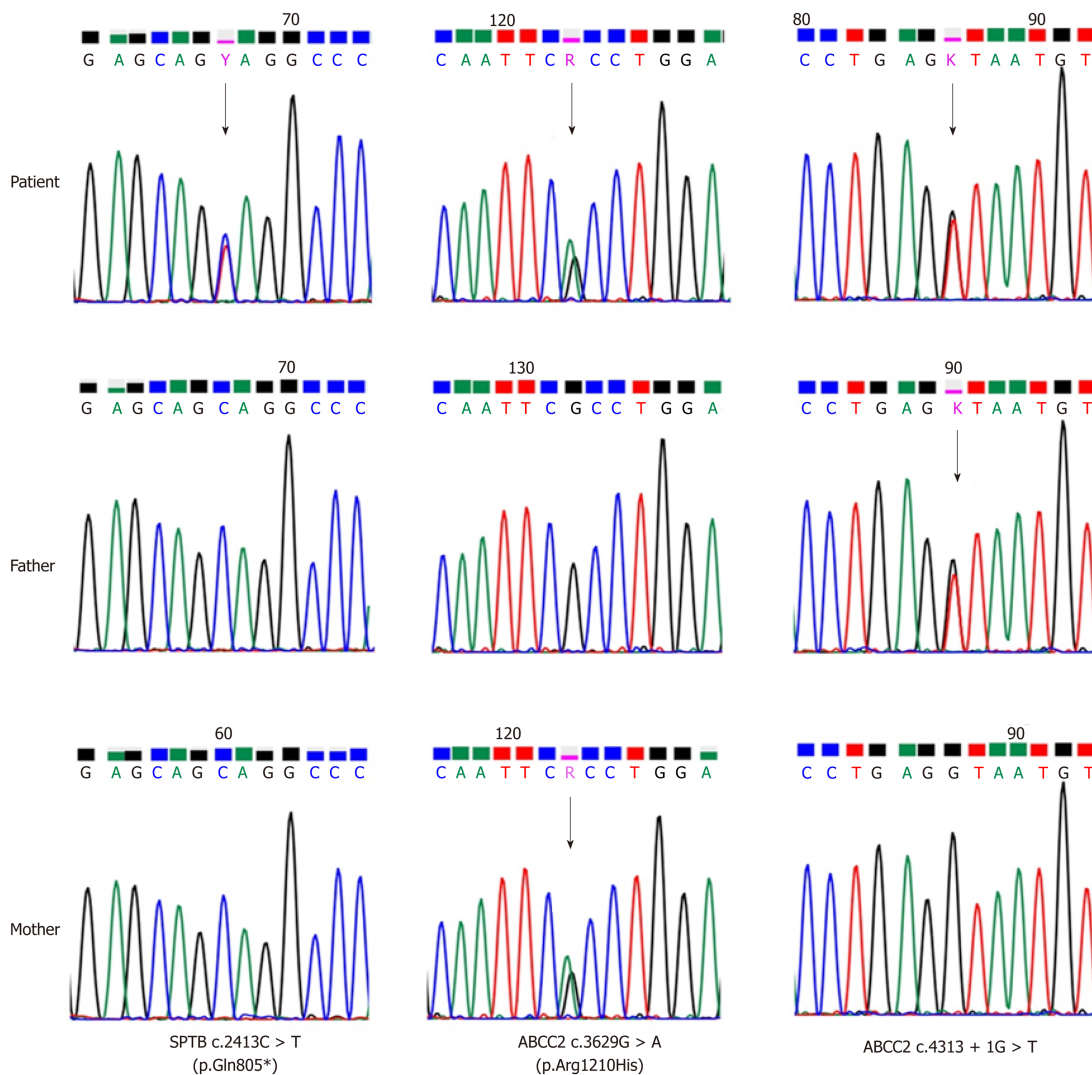 70
G A G C A G Y A G G C C C
120
C A A T T C R C C T G G A
80 90
C C T G A G K T A A T G T
Patient
70
G A G C A G C A G G C C C
130
C A A T T C G C C T G G A
90
C C T G A G K T A A T G T
Father
60
G A G C A G C A G G C C C
120
C A A T T C R C C T G G A
90
C C T G A G G T A A T G T
Mother
SPTB c.2413C > T
(p.Gln805*)
ABCC2 c.3629G > A
(p.Arg1210His)
ABCC2 c.4313 + 1G > T